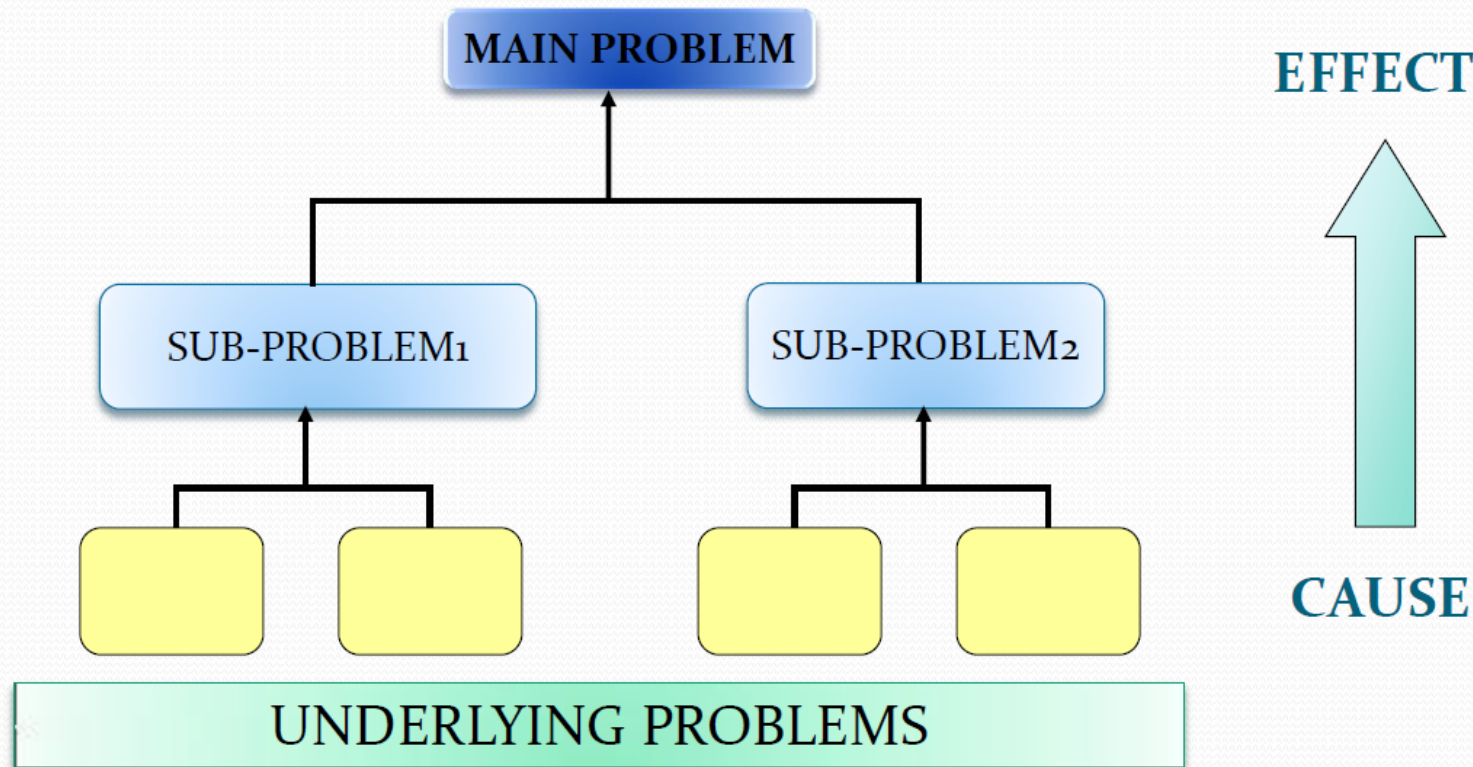 MAIN PROBLEM
EFFECT
SUB-PROBLEM1
SUB-PROBLEM2
CAUSE
UNDERLYING PROBLEMS